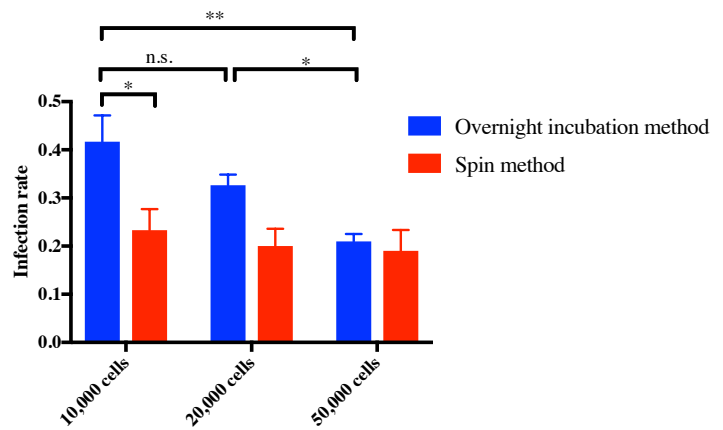 **
n.s.
*
*
0.5
0.4
0.3
0.2
0.1
0.0
Infection rate
10,000 cells
20,000 cells
50,000 cells
Overnight incubation method
Spin method